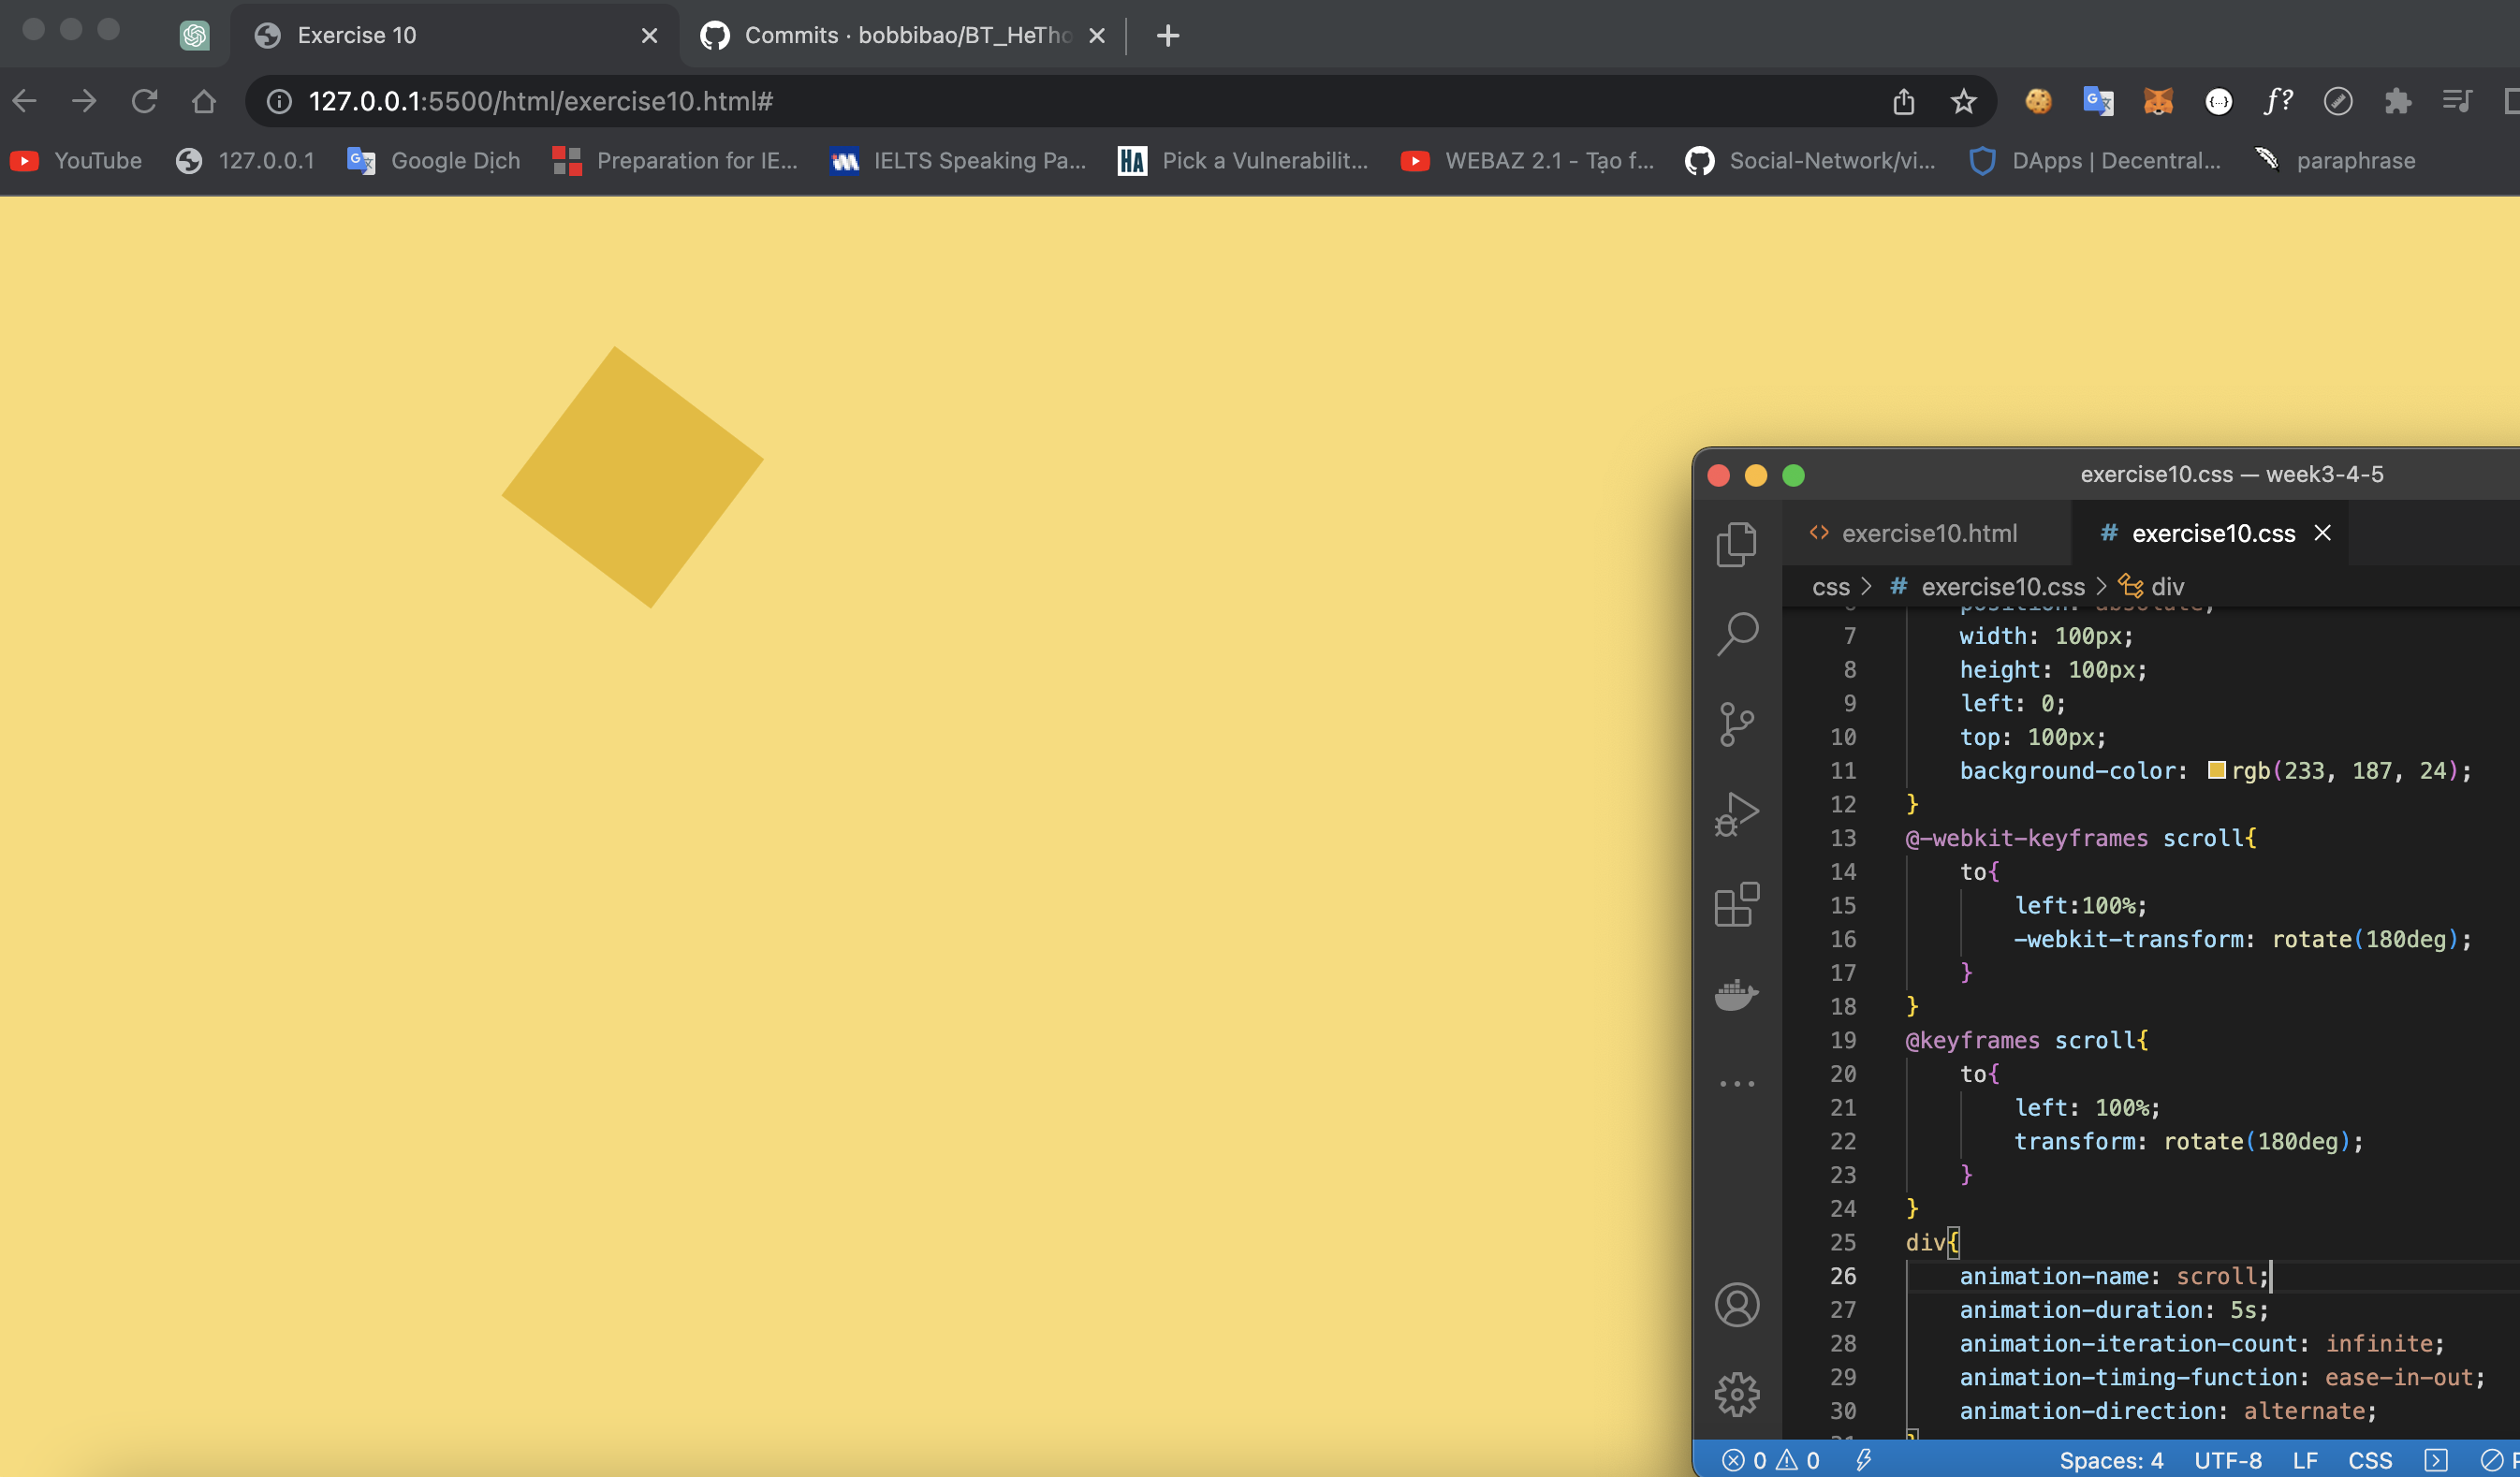 Exercise 10
Commits · bobbibao/BT_HeTho
127.0.0.1:5500/html/exercise10.html#
f?
YouTube
127.0.0.1
Google Dịch
Preparation for IE...
IELTS Speaking Pa...
HA
Pick a Vulnerabilit...
WEBAZ 2.1 - Tạo f...
Social-Network/vi...
DApps | Decentral...
paraphrase
exercise10.css — week3-4-5
<> exercise10.html
# exercise10.css
css > # exercise10.css > div
6 position: absolute;
7 width: 100px;
8 height: 100px;
9 left: 0;
10 top: 100px;
11 background-color: rgb(233, 187, 24);
12 }
13 @-webkit-keyframes scroll{
14 to{
15 left:100%;
16 -webkit-transform: rotate(180deg);
17 }
18 }
19 @keyframes scroll{
20 to{
21 left: 100%;
22 transform: rotate(180deg);
23 }
24 }
25 div{
26 animation-name: scroll;
27 animation-duration: 5s;
28 animation-iteration-count: infinite;
29 animation-timing-function: ease-in-out;
30 animation-direction: alternate;
31 }
0 0 Spaces: 4 UTF-8 LF CSS